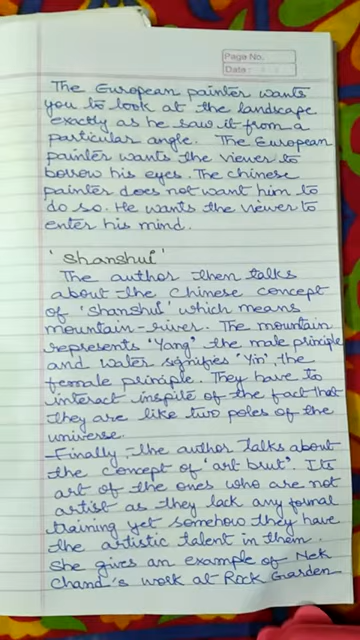 Page No.
Date:
The European painter wants
you to look at the landscape
exactly as he saw it from a
particular angle. The European
painter wants the viewer to
borrow his eyes. The Chinese
painter does not want him to
do so. He wants the viewer to
enter his mind.
'Shanshui'
The author then talks
about the Chinese concept
of 'Shanshui' which means
mountain-river. The mountain
represents 'Yang' the male principle
and water signifies 'Yin', the
female priniple. They have to
interact inspite of the fact that
they are like two poles of the
universe.
Finally, the author talks about
the concept of 'art brut'. Its
art of the ones who are not
artist as they lack any formal
training yet somehow they have
the artistic talent in them.
She gives an example of Nek
Chand's work at Rock Garden